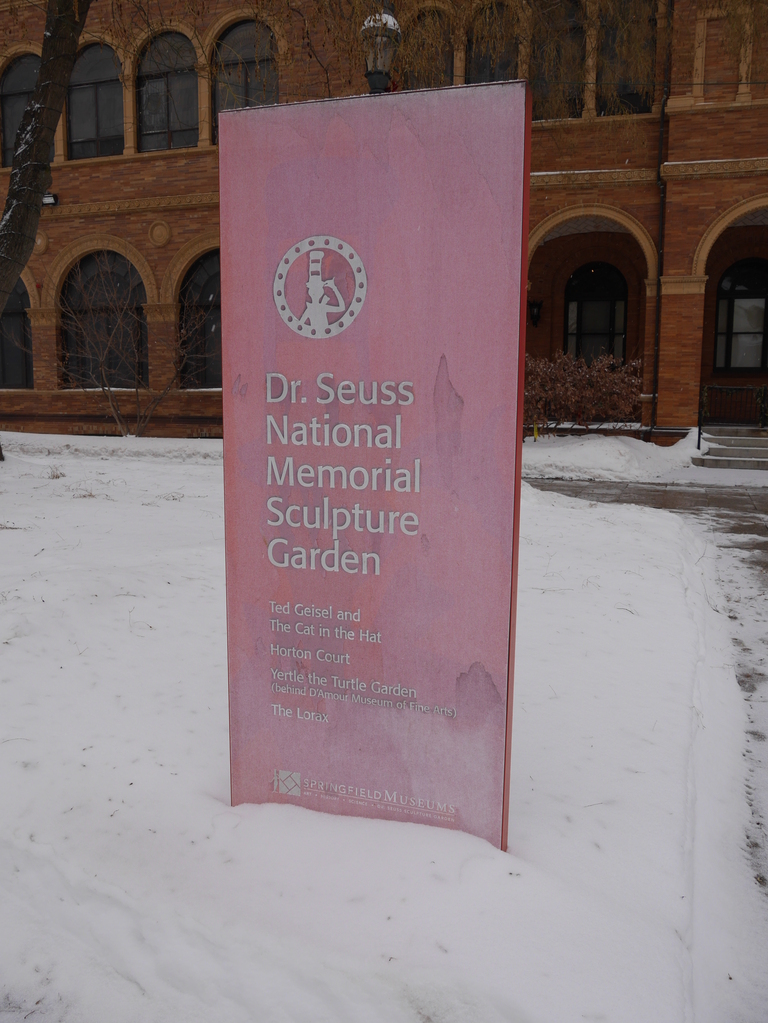 Dr. Seuss
National
Memorial
Sculpture
Garden
Ted Geisel and
The Cat in the Hat
Horton Court
Yertle the Turtle Garden
(behind D'Amour Museum of Fine Arts)
The Lorax
SPRINGFIELD MUSEUMS